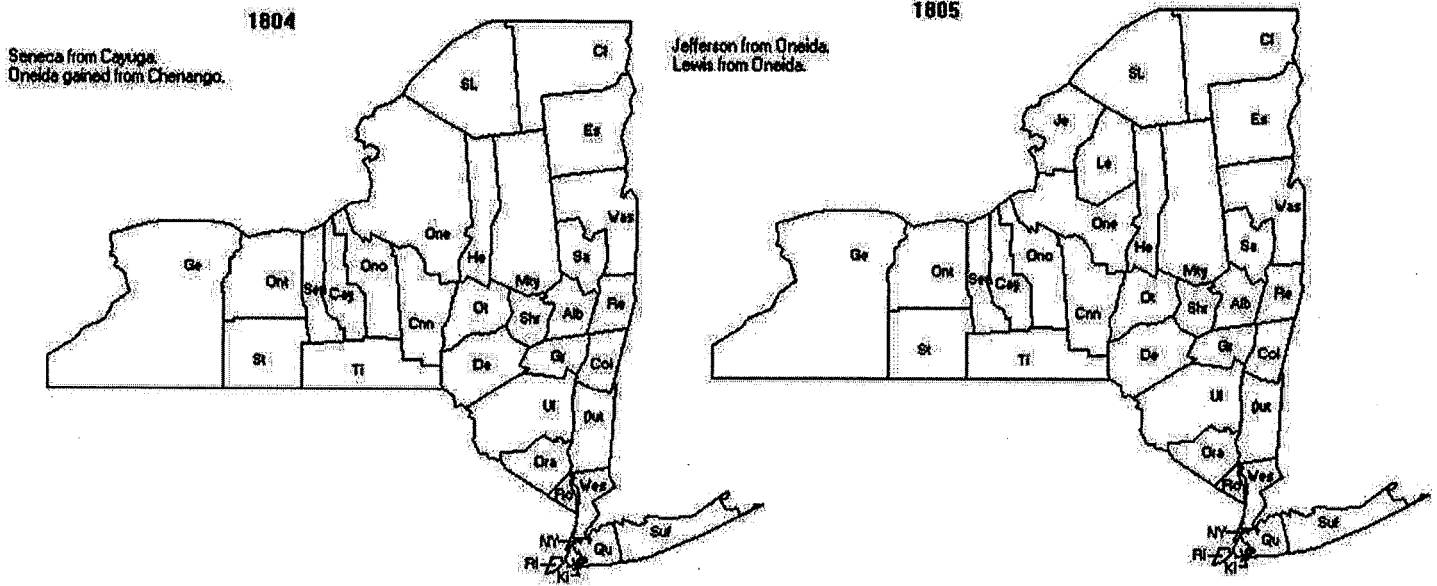 1804
Seneca from Cayuga.
Oneida gained from Chenango.
Cl
SL
Es
One
Was
He
Sa
Ge
Ont
Sen
Cay
Ono
Mtg
Ot
Shr
Alb
Re
Cnn
St
Ti
De
Gr
Col
Ul
Dut
Ora
Ro
Wes
NY
Qu
Suf
Ri
Ki
1805
Jefferson from Oneida.
Lewis from Oneida.
Cl
SL
Je
Es
Le
One
Was
He
Sa
Ge
Ont
Sen
Cay
Ono
Mtg
Ot
Shr
Alb
Re
Cnn
St
Ti
De
Gr
Col
Ul
Dut
Ora
Ro
Wes
NY
Qu
Suf
Ri
Ki